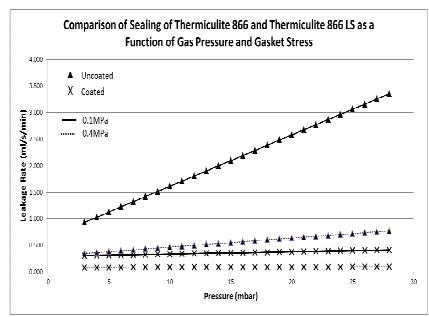 Comparison of Sealing of Thermiculite 866 and Thermiculite 866 LS as a
Function of Gas Pressure and Gasket Stress
4.000
3.500
3.000
2.500
2.000
1.500
1.000
0.500
0.000
Leakage Rate (ml/s/min)
▲ Uncoated
X Coated
0.1MPa
0.4MPa
0 5 10 15 20 25 30
Pressure (mbar)